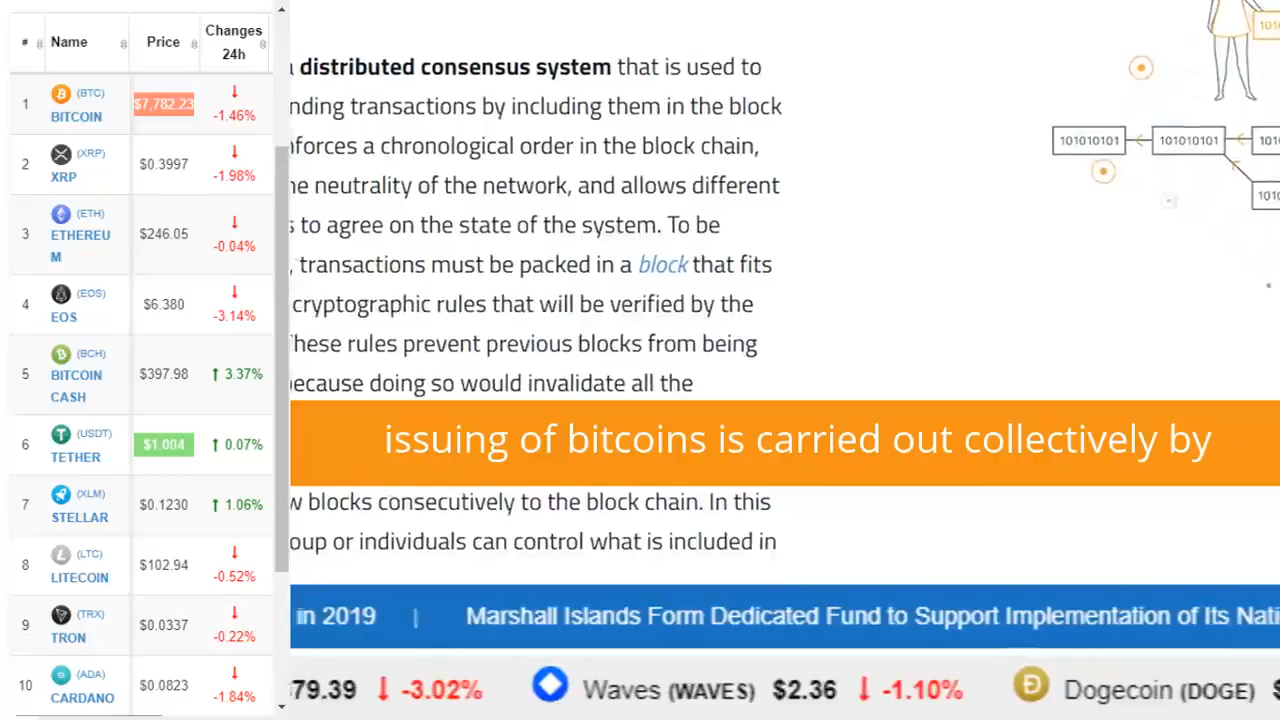 # Name Price Changes 24h
1 (BTC) BITCOIN $7,782.23 -1.46%
2 (XRP) XRP $0.3997 -1.98%
3 (ETH) ETHEREUM $246.05 -0.04%
4 (EOS) EOS $6.380 -3.14%
5 (BCH) BITCOIN CASH $397.98 3.37%
6 (USDT) TETHER $1.004 0.07%
7 (XLM) STELLAR $0.1230 1.06%
8 (LTC) LITECOIN $102.94 -0.52%
9 (TRX) TRON $0.0337 -0.22%
10 (ADA) CARDANO $0.0823 -1.84%
distributed consensus system that is used to
nding transactions by including them in the block
nforces a chronological order in the block chain,
ne neutrality of the network, and allows different
s to agree on the state of the system. To be
, transactions must be packed in a block that fits
cryptographic rules that will be verified by the
These rules prevent previous blocks from being
because doing so would invalidate all the
issuing of bitcoins is carried out collectively by
w blocks consecutively to the block chain. In this
oup or individuals can control what is included in
101010101 101010101 101
101
101
in 2019 | Marshall Islands Form Dedicated Fund to Support Implementation of Its Nati
79.39 -3.02% Waves (WAVES) $2.36 -1.10% Dogecoin (DOGE) $